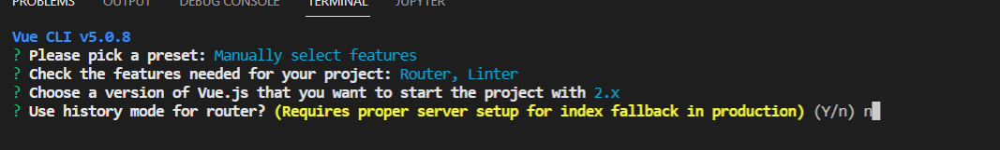 PROBLEMS OUTPUT DEBUG CONSOLE TERMINAL JUPYTER
Vue CLI v5.0.8
? Please pick a preset: Manually select features
? Check the features needed for your project: Router, Linter
? Choose a version of Vue.js that you want to start the project with 2.x
? Use history mode for router? (Requires proper server setup for index fallback in production) (Y/n) n